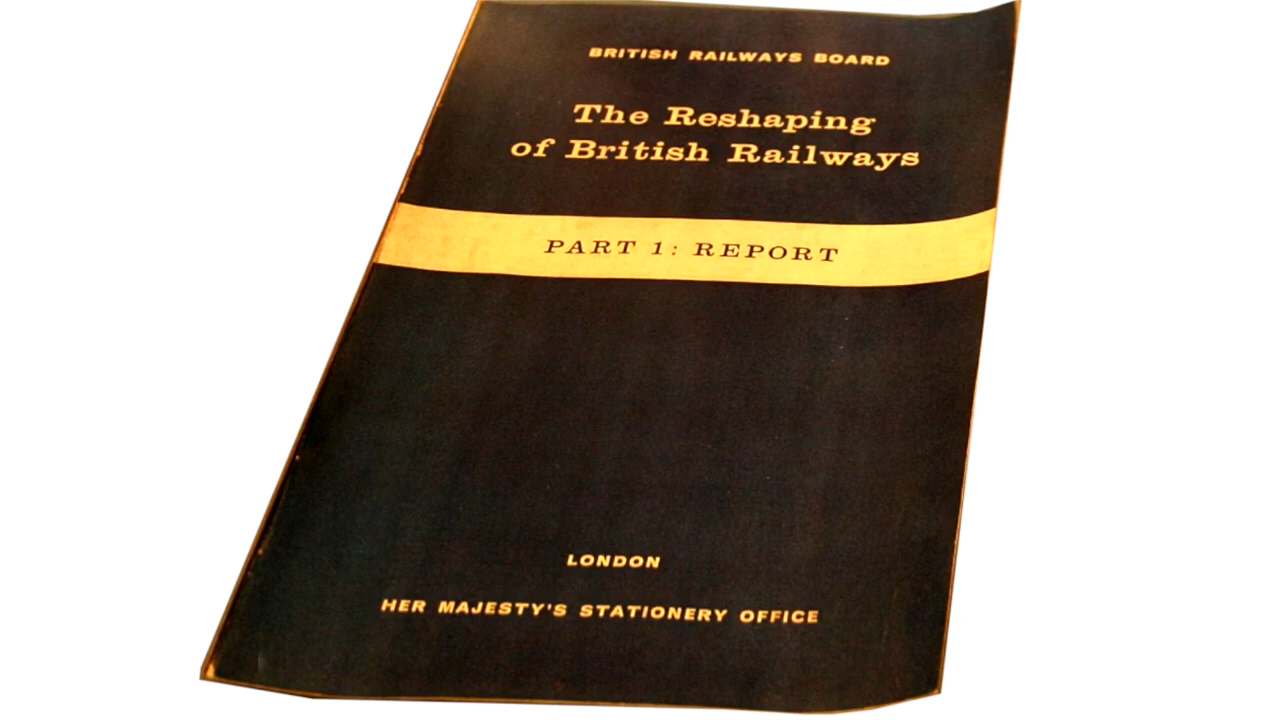 BRITISH RAILWAYS BOARD
The Reshaping
of British Railways
PART 1: REPORT
LONDON
HER MAJESTY'S STATIONERY OFFICE